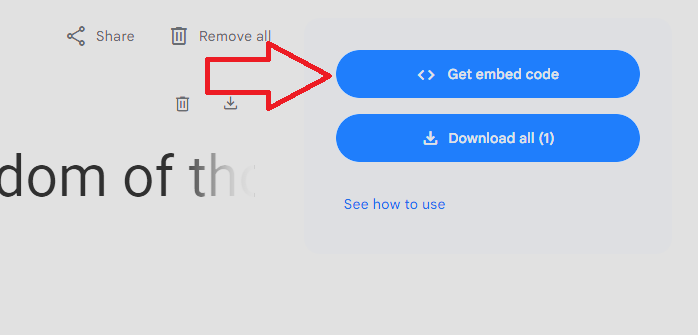 Share
Remove all
Get embed code
Download all (1)
dom of th
See how to use